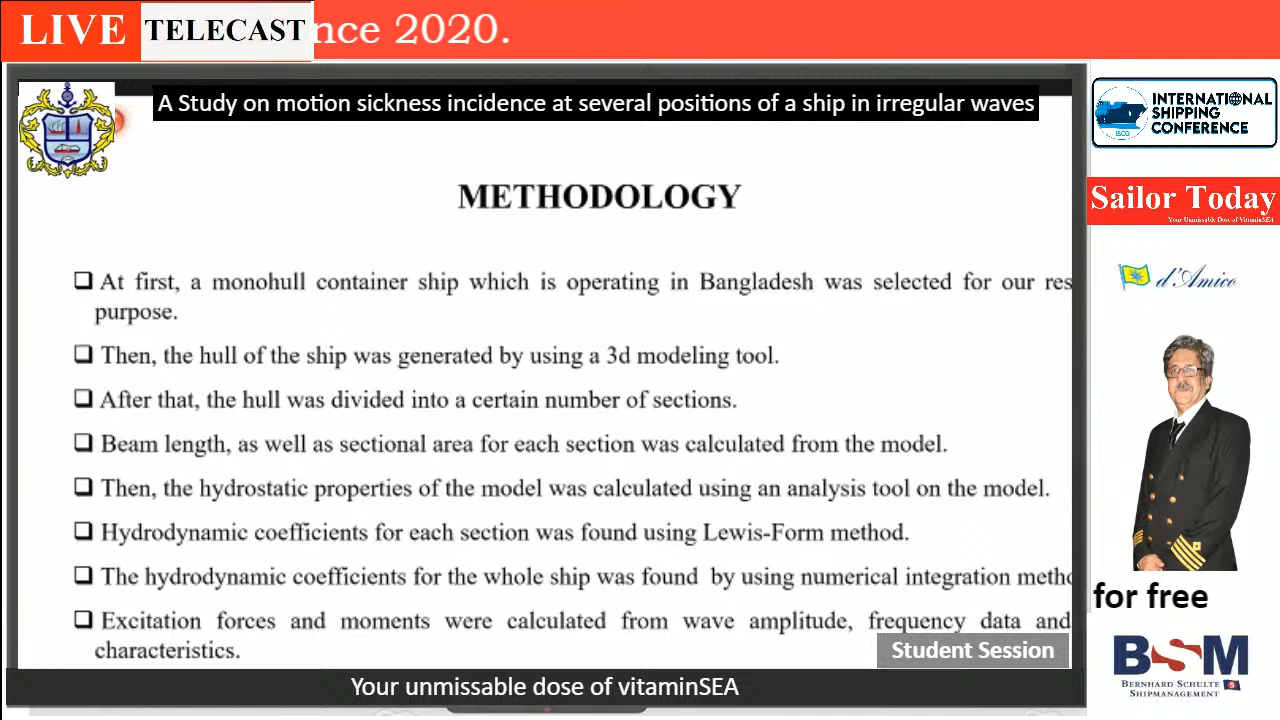 LIVE TELECAST nce 2020.
A Study on motion sickness incidence at several positions of a ship in irregular waves
METHODOLOGY
❑ At first, a monohull container ship which is operating in Bangladesh was selected for our res
purpose.
❑ Then, the hull of the ship was generated by using a 3d modeling tool.
❑ After that, the hull was divided into a certain number of sections.
❑ Beam length, as well as sectional area for each section was calculated from the model.
❑ Then, the hydrostatic properties of the model was calculated using an analysis tool on the model.
❑ Hydrodynamic coefficients for each section was found using Lewis-Form method.
❑ The hydrodynamic coefficients for the whole ship was found by using numerical integration metho
❑ Excitation forces and moments were calculated from wave amplitude, frequency data and
characteristics.
Student Session
Your unmissable dose of vitaminSEA
INTERNATIONAL
SHIPPING
CONFERENCE
ISCO
Sailor Today
Your Unmissable Dose of VitaminSEA
d'Amico
for free
BSM
BERNHARD SCHULTE
SHIPMANAGEMENT